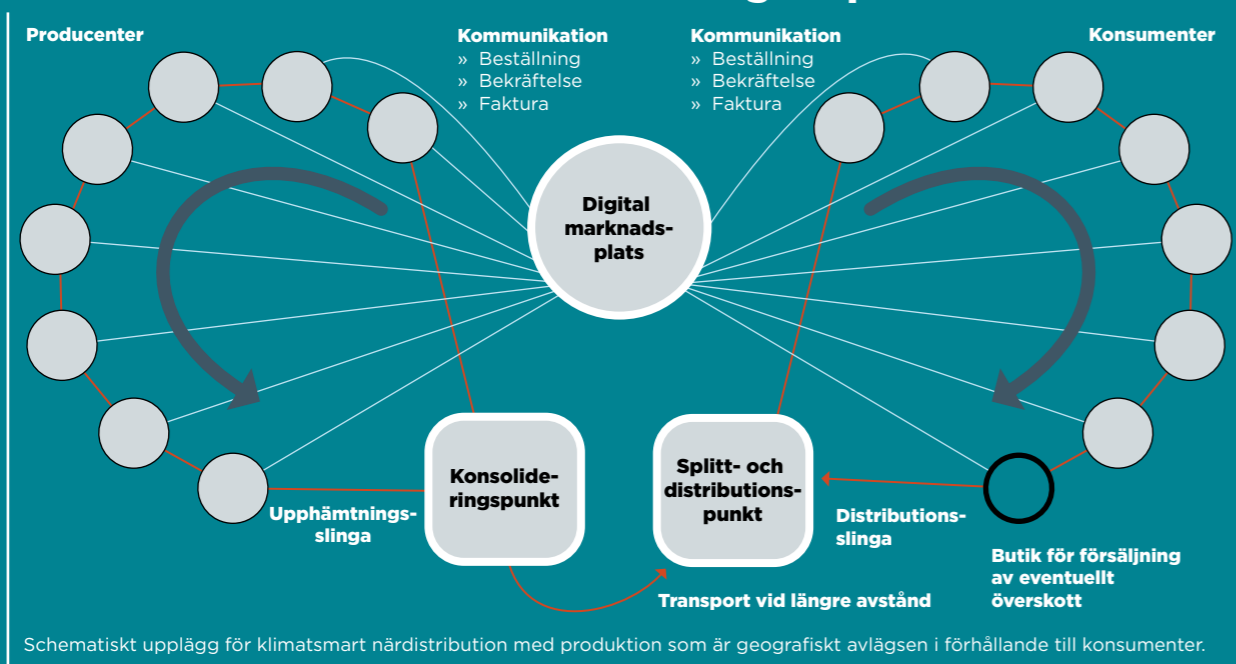 Producenter
Kommunikation
» Beställning
» Bekräftelse
» Faktura
Kommunikation
» Beställning
» Bekräftelse
» Faktura
Konsumenter
Digital
marknads-
plats
Konsolide-
ringspunkt
Splitt- och
distributions-
punkt
Upphämtnings-
slinga
Distributions-
slinga
Butik för försäljning
av eventuellt
överskott
Transport vid längre avstånd
Schematiskt upplägg för klimatsmart närdistribution med produktion som är geografiskt avlägsen i förhållande till konsumenter.